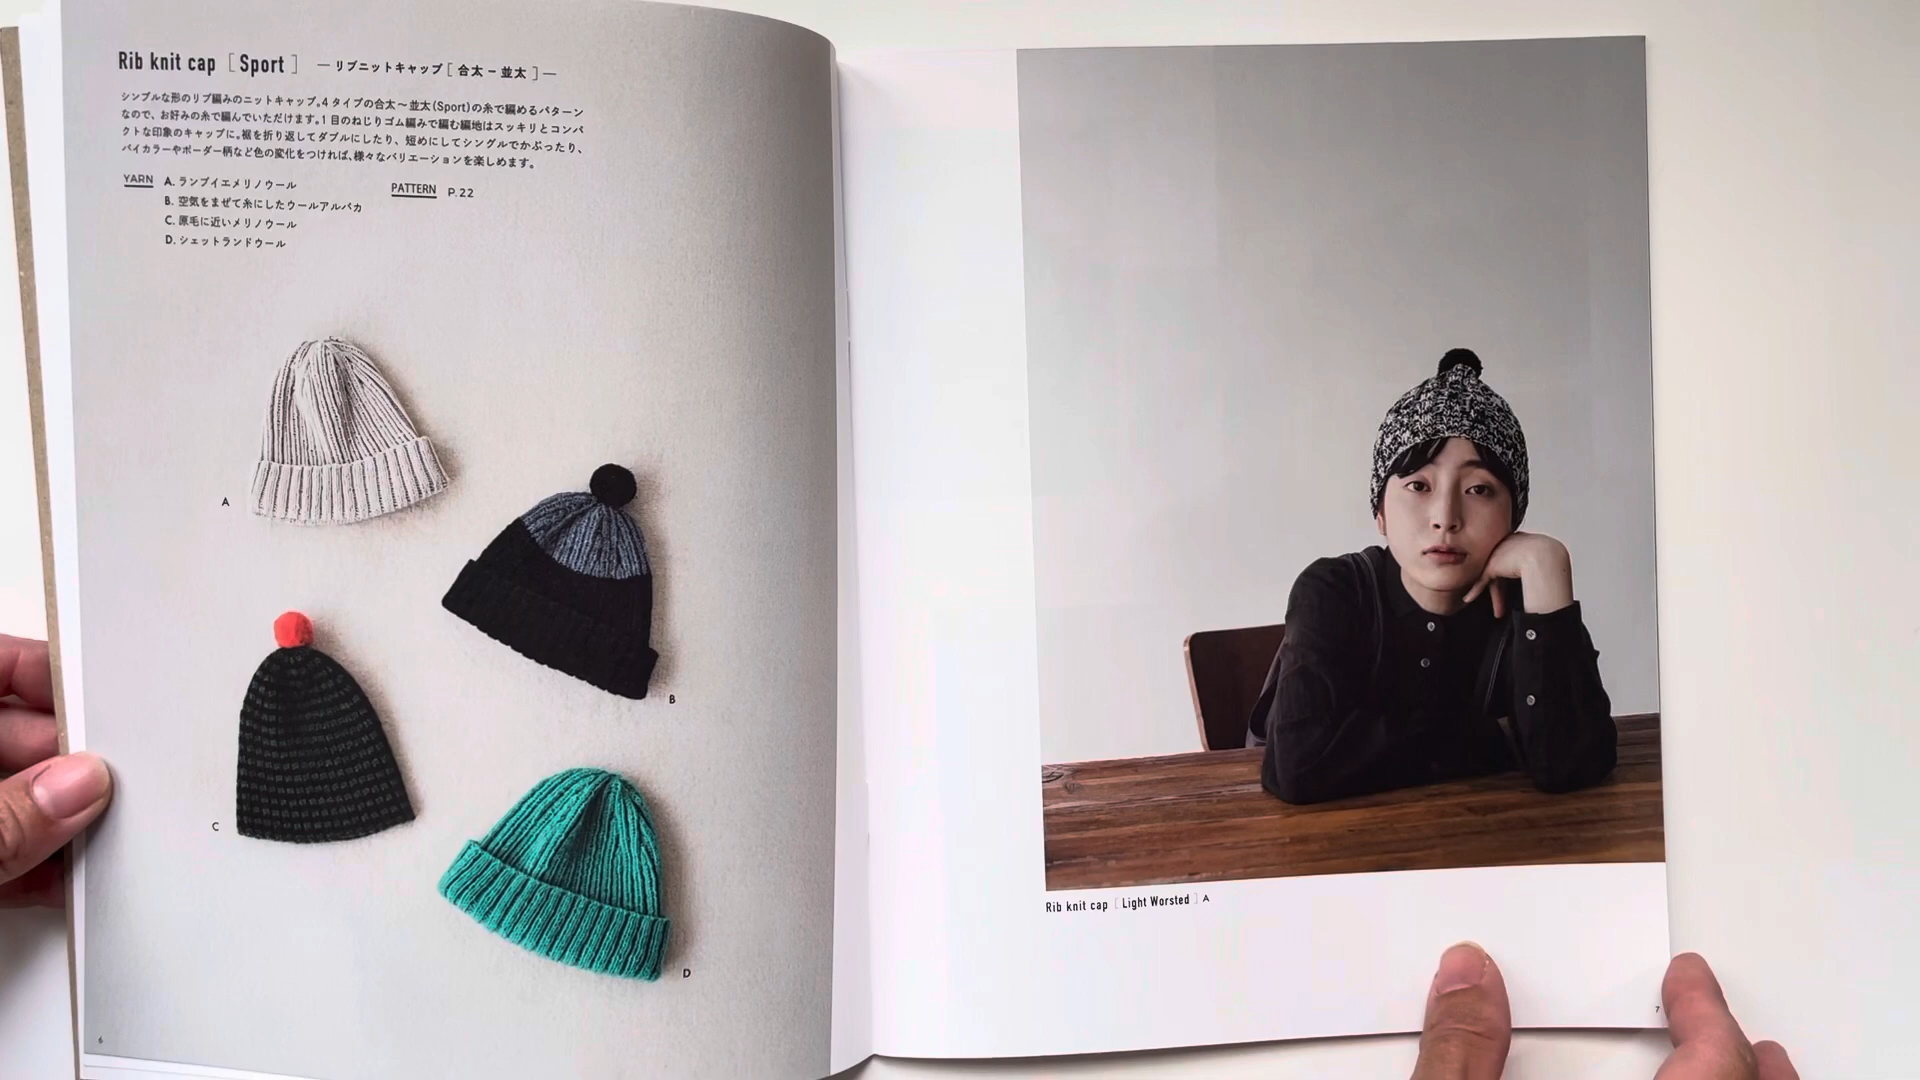 Rib knit cap [Sport] —リブニットキャップ[合太-並太]—
シンプルな形のリブ編みのニットキャップ。4タイプの合太〜並太(Sport)の糸で編めるパターン
なので、お好みの糸で編んでいただけます。1目のねじりゴム編みで編む編地はスッキリとコンパ
クトな印象のキャップに。裾を折り返してダブルにしたり、短めにしてシングルでかぶったり、
バイカラーやボーダー柄など色の変化をつければ、様々なバリエーションを楽しめます。
YARN A. ランブイエメリノウール
B. 空気をまぜて糸にしたウールアルパカ
C. 原毛に近いメリノウール
D. シェットランドウール
PATTERN P.22
A
B
C
D
6
Rib knit cap [Light Worsted] A
7